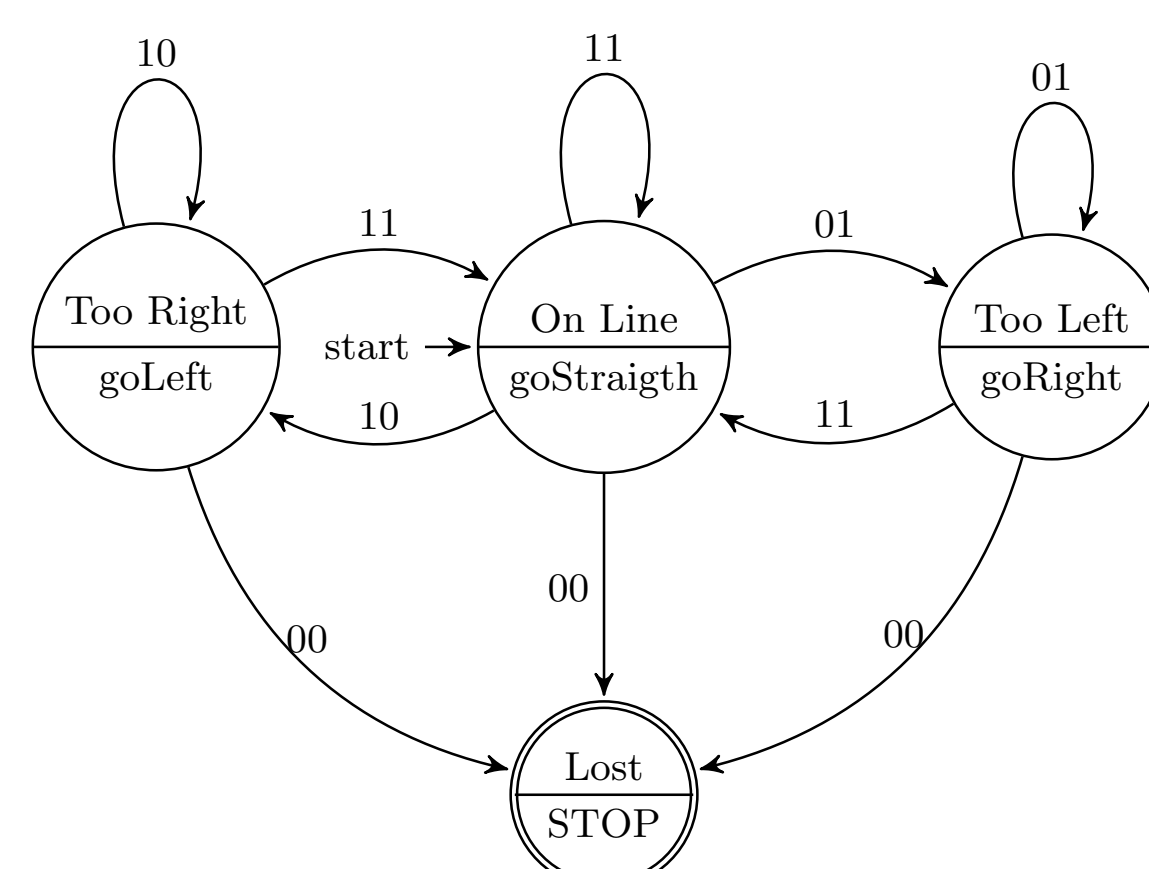 10
11
01
11
01
Too Right
goLeft
start
On Line
goStraigth
Too Left
goRight
10
11
00
00
00
Lost
STOP